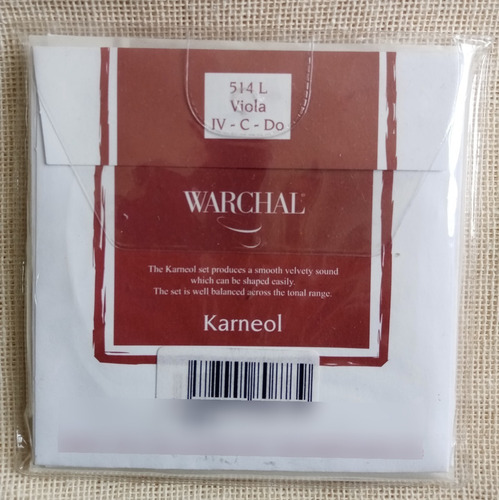 514 L
Viola
IV - C - Do
WARCHAL
The Karneol set produces a smooth velvety sound
which can be shaped easily.
The set is well balanced across the tonal range.
Karneol